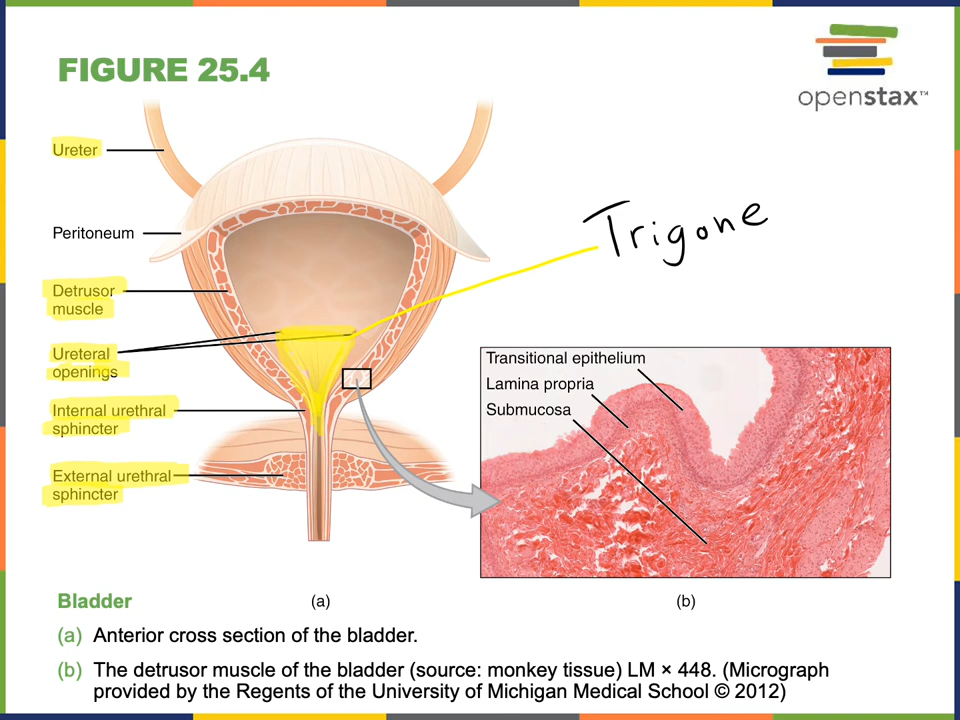 FIGURE 25.4
openstax™
Ureter
Peritoneum
Detrusor
muscle
Ureteral
openings
Internal urethral
sphincter
External urethral
sphincter
Trigone
Transitional epithelium
Lamina propria
Submucosa
Bladder
(a)
(b)
(a) Anterior cross section of the bladder.
(b) The detrusor muscle of the bladder (source: monkey tissue) LM × 448. (Micrograph
provided by the Regents of the University of Michigan Medical School © 2012)